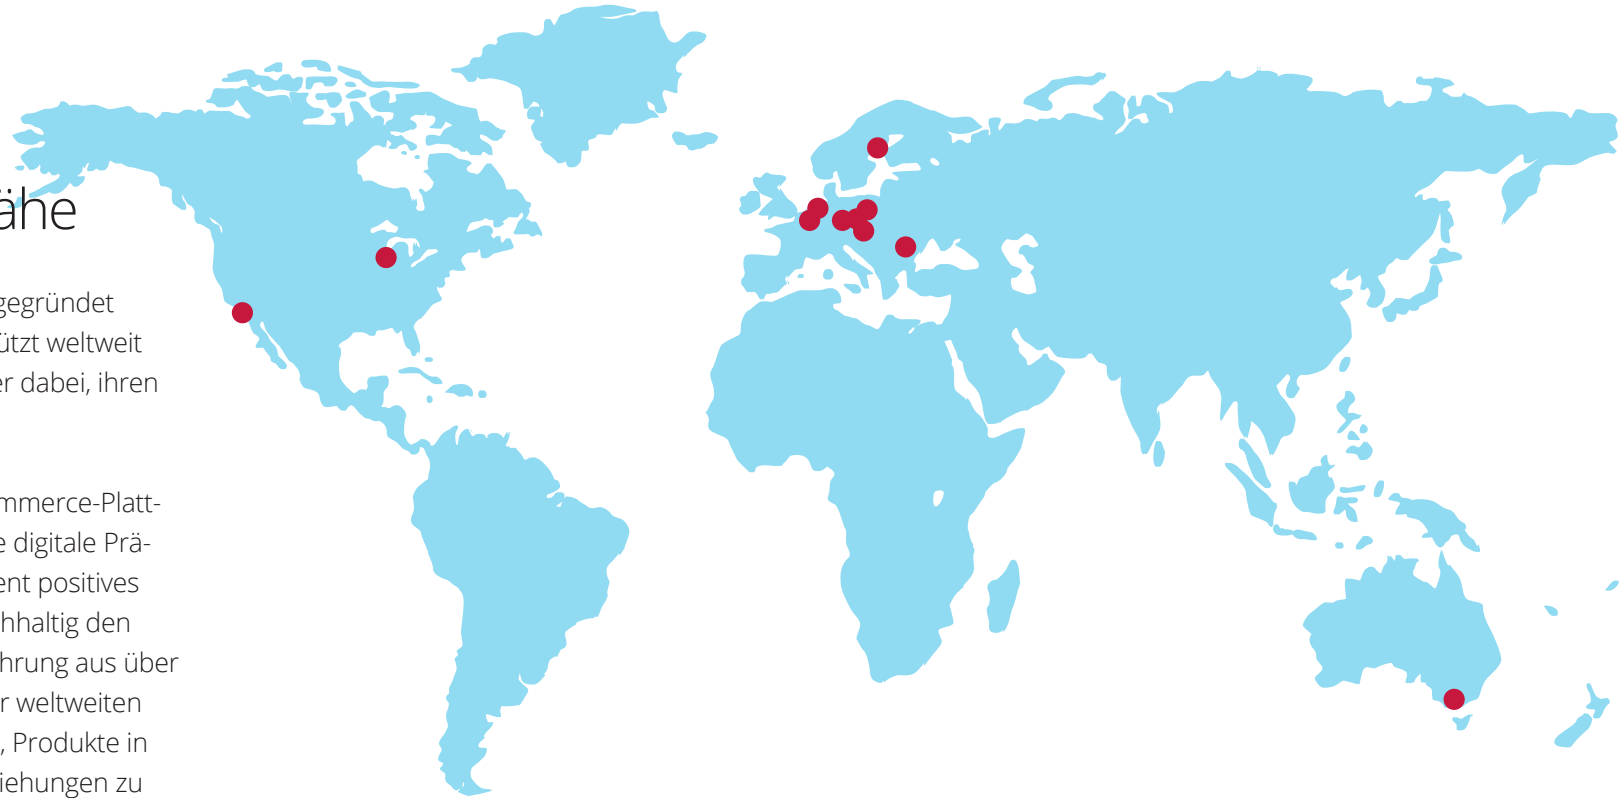 ähe
gegründet
ützt weltweit
er dabei, ihren
mmerce-Platt-
e digitale Prä-
ent positives
hhaltig den
hrung aus über
r weltweiten
, Produkte in
iehungen zu